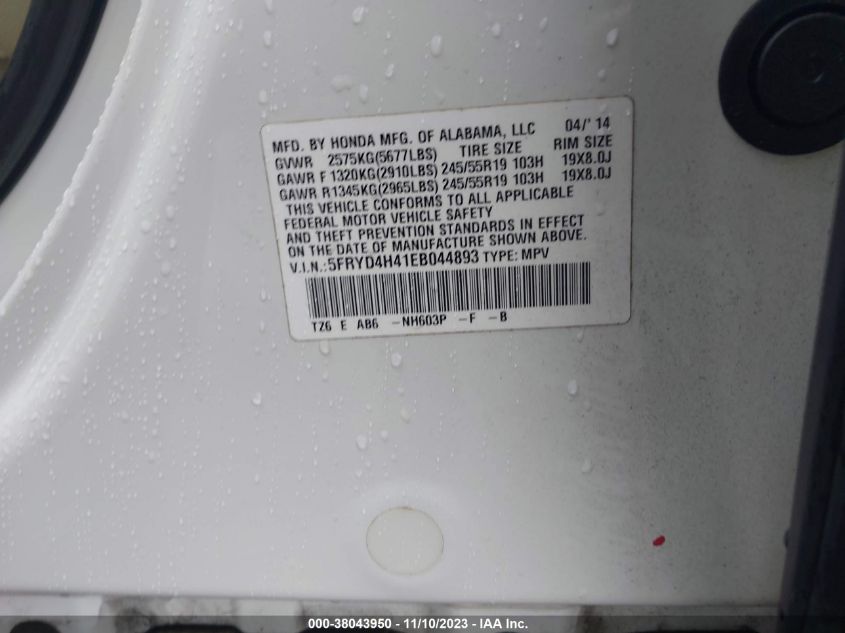 MFD. BY HONDA MFG. OF ALABAMA, LLC 04/' 14
GVWR 2575KG(5677LBS) TIRE SIZE RIM SIZE
GAWR F 1320KG(2910LBS) 245/55R19 103H 19X8.0J
GAWR R1345KG(2965LBS) 245/55R19 103H 19X8.0J
THIS VEHICLE CONFORMS TO ALL APPLICABLE
FEDERAL MOTOR VEHICLE SAFETY
AND THEFT PREVENTION STANDARDS IN EFFECT
ON THE DATE OF MANUFACTURE SHOWN ABOVE.
V.I.N.:5FRYD4H41EB044893 TYPE: MPV
TZ6 E AB6 -NH603P -F -B
000-38043950 - 11/10/2023 - IAAI Inc.